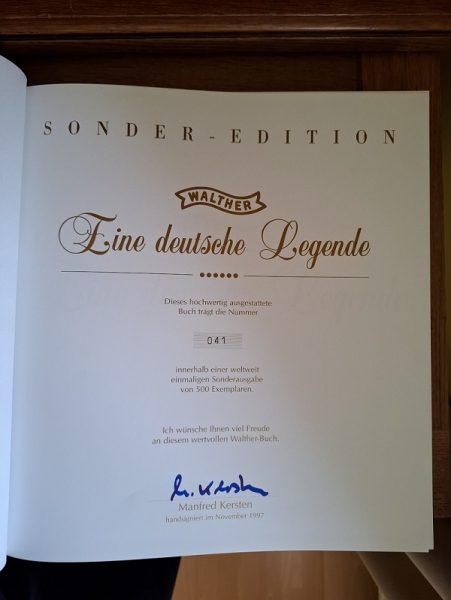 SONDER-EDITION
WALTHER
Eine deutsche Legende
Dieses hochwertig ausgestattete
Buch trägt die Nummer
041
innerhalb einer weltweit
einmaligen Sonderausgabe
von 500 Exemplaren.
Ich wünsche Ihnen viel Freude
an diesem wertvollen Walther-Buch.
M. Kersten
Manfred Kersten
handsigniert im November 1997